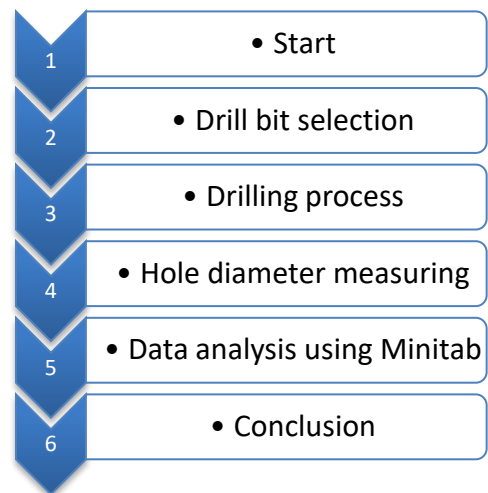 1
• Start
2
• Drill bit selection
3
• Drilling process
4
• Hole diameter measuring
5
• Data analysis using Minitab
6
• Conclusion